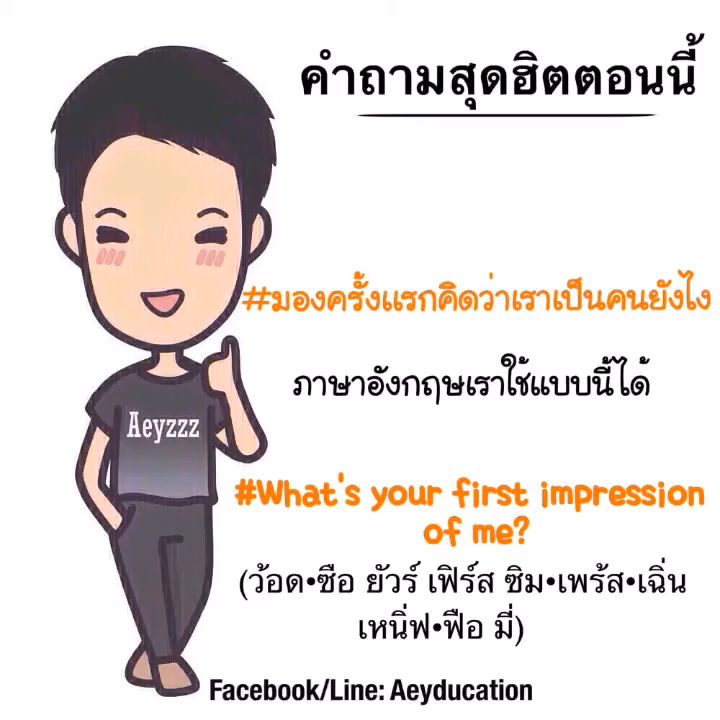 คำถามสุดฮิตตอนนี้
#มองครั้งแรกคิดว่าเราเป็นคนยังไง
ภาษาอังกฤษเราใช้แบบนี้ได้
Aeyzzz
#What's your first impression
of me?
(ว้อด•ซือ ยัวร์ เฟิร์ส ซิม•เพร้ส•เฉิ่น
เหนิ่ฟ•ฟือ มี่)
Facebook/Line: Aeyducation